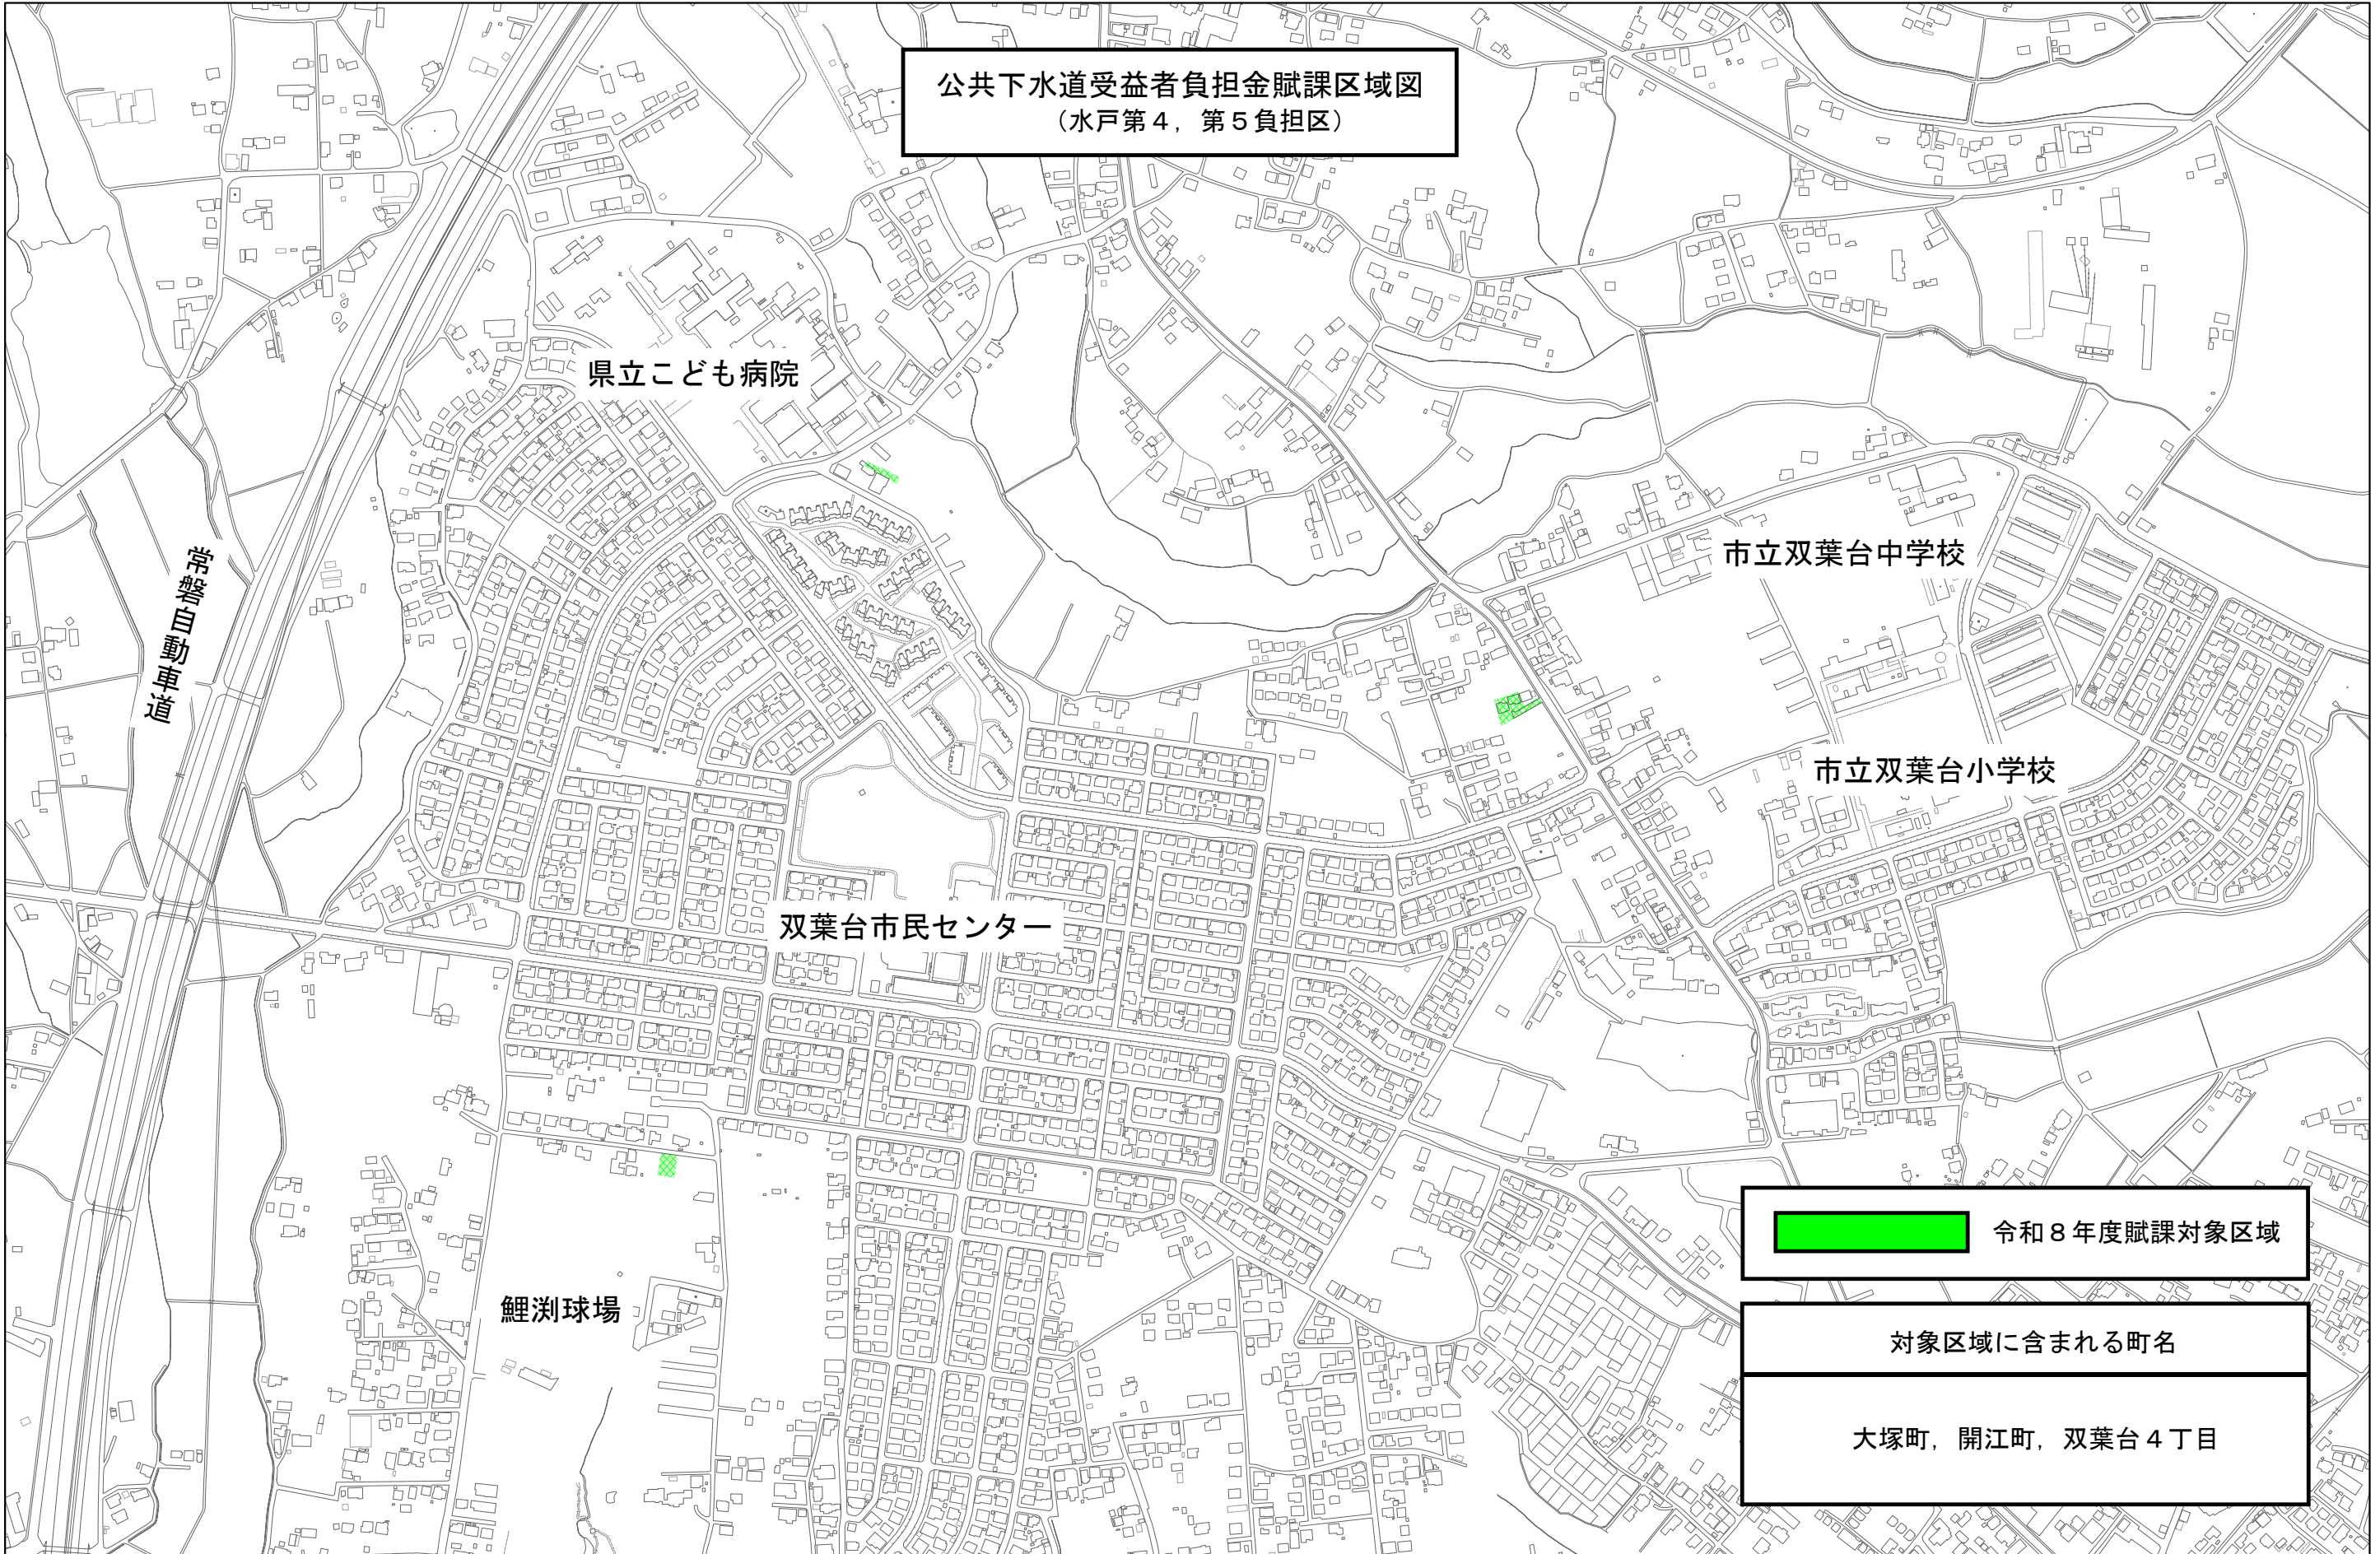 公共下水道受益者負担金賦課区域図
（水戸第４，第５負担区）
県立こども病院
常磐自動車道
市立双葉台中学校
市立双葉台小学校
双葉台市民センター
鯉渕球場
令和８年度賦課対象区域
対象区域に含まれる町名
大塚町，開江町，双葉台４丁目